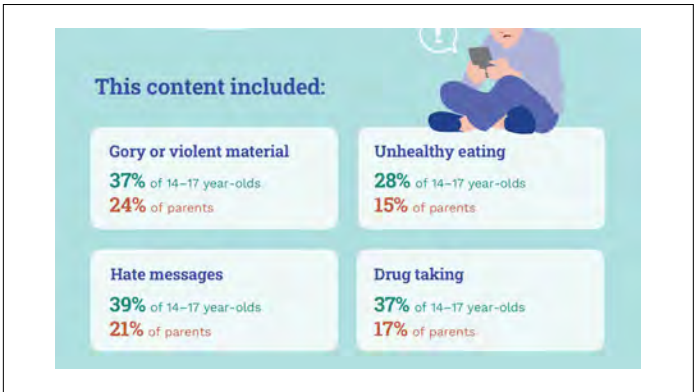 This content included:
Gory or violent material
37% of 14–17 year-olds
24% of parents
Unhealthy eating
28% of 14–17 year-olds
15% of parents
Hate messages
39% of 14–17 year-olds
21% of parents
Drug taking
37% of 14–17 year-olds
17% of parents